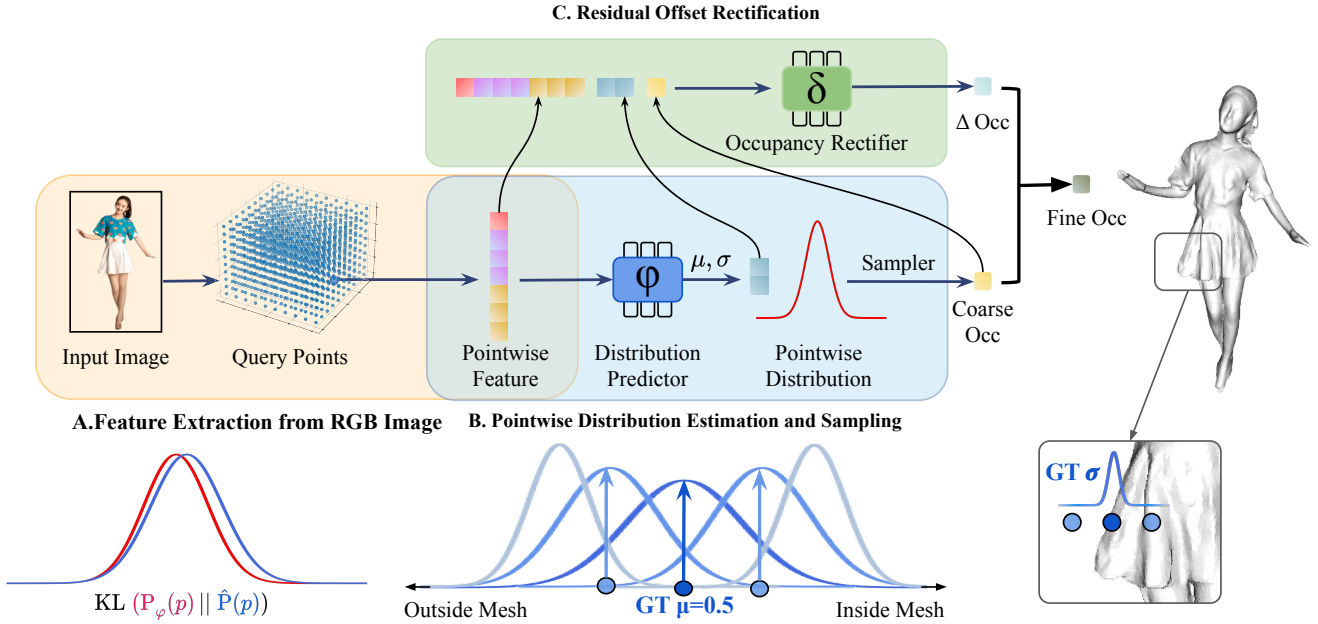 C. Residual Offset Rectification
δ
Occupancy Rectifier
Δ Occ
Fine Occ
φ
μ, σ
Sampler
Input Image
Query Points
Pointwise
Feature
Distribution
Predictor
Pointwise
Distribution
Coarse
Occ
A.Feature Extraction from RGB Image
B. Pointwise Distribution Estimation and Sampling
GT σ
KL (Pφ(p) || P̂(p))
Outside Mesh
GT μ=0.5
Inside Mesh